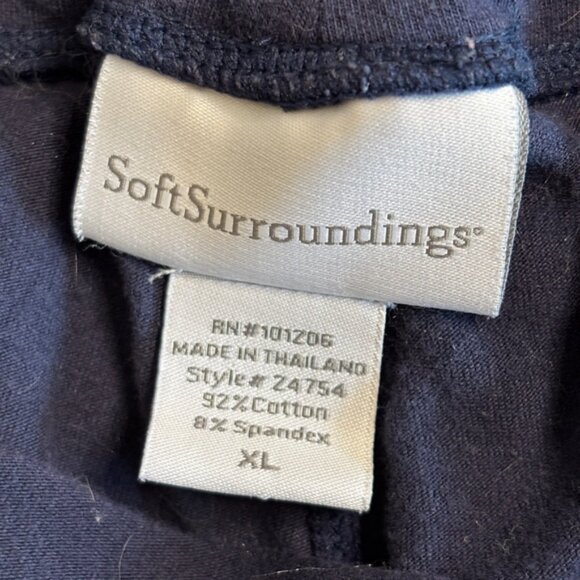 SoftSurroundings®
RN#101206
MADE IN THAILAND
Style# 24754
92% Cotton
8% Spandex
XL